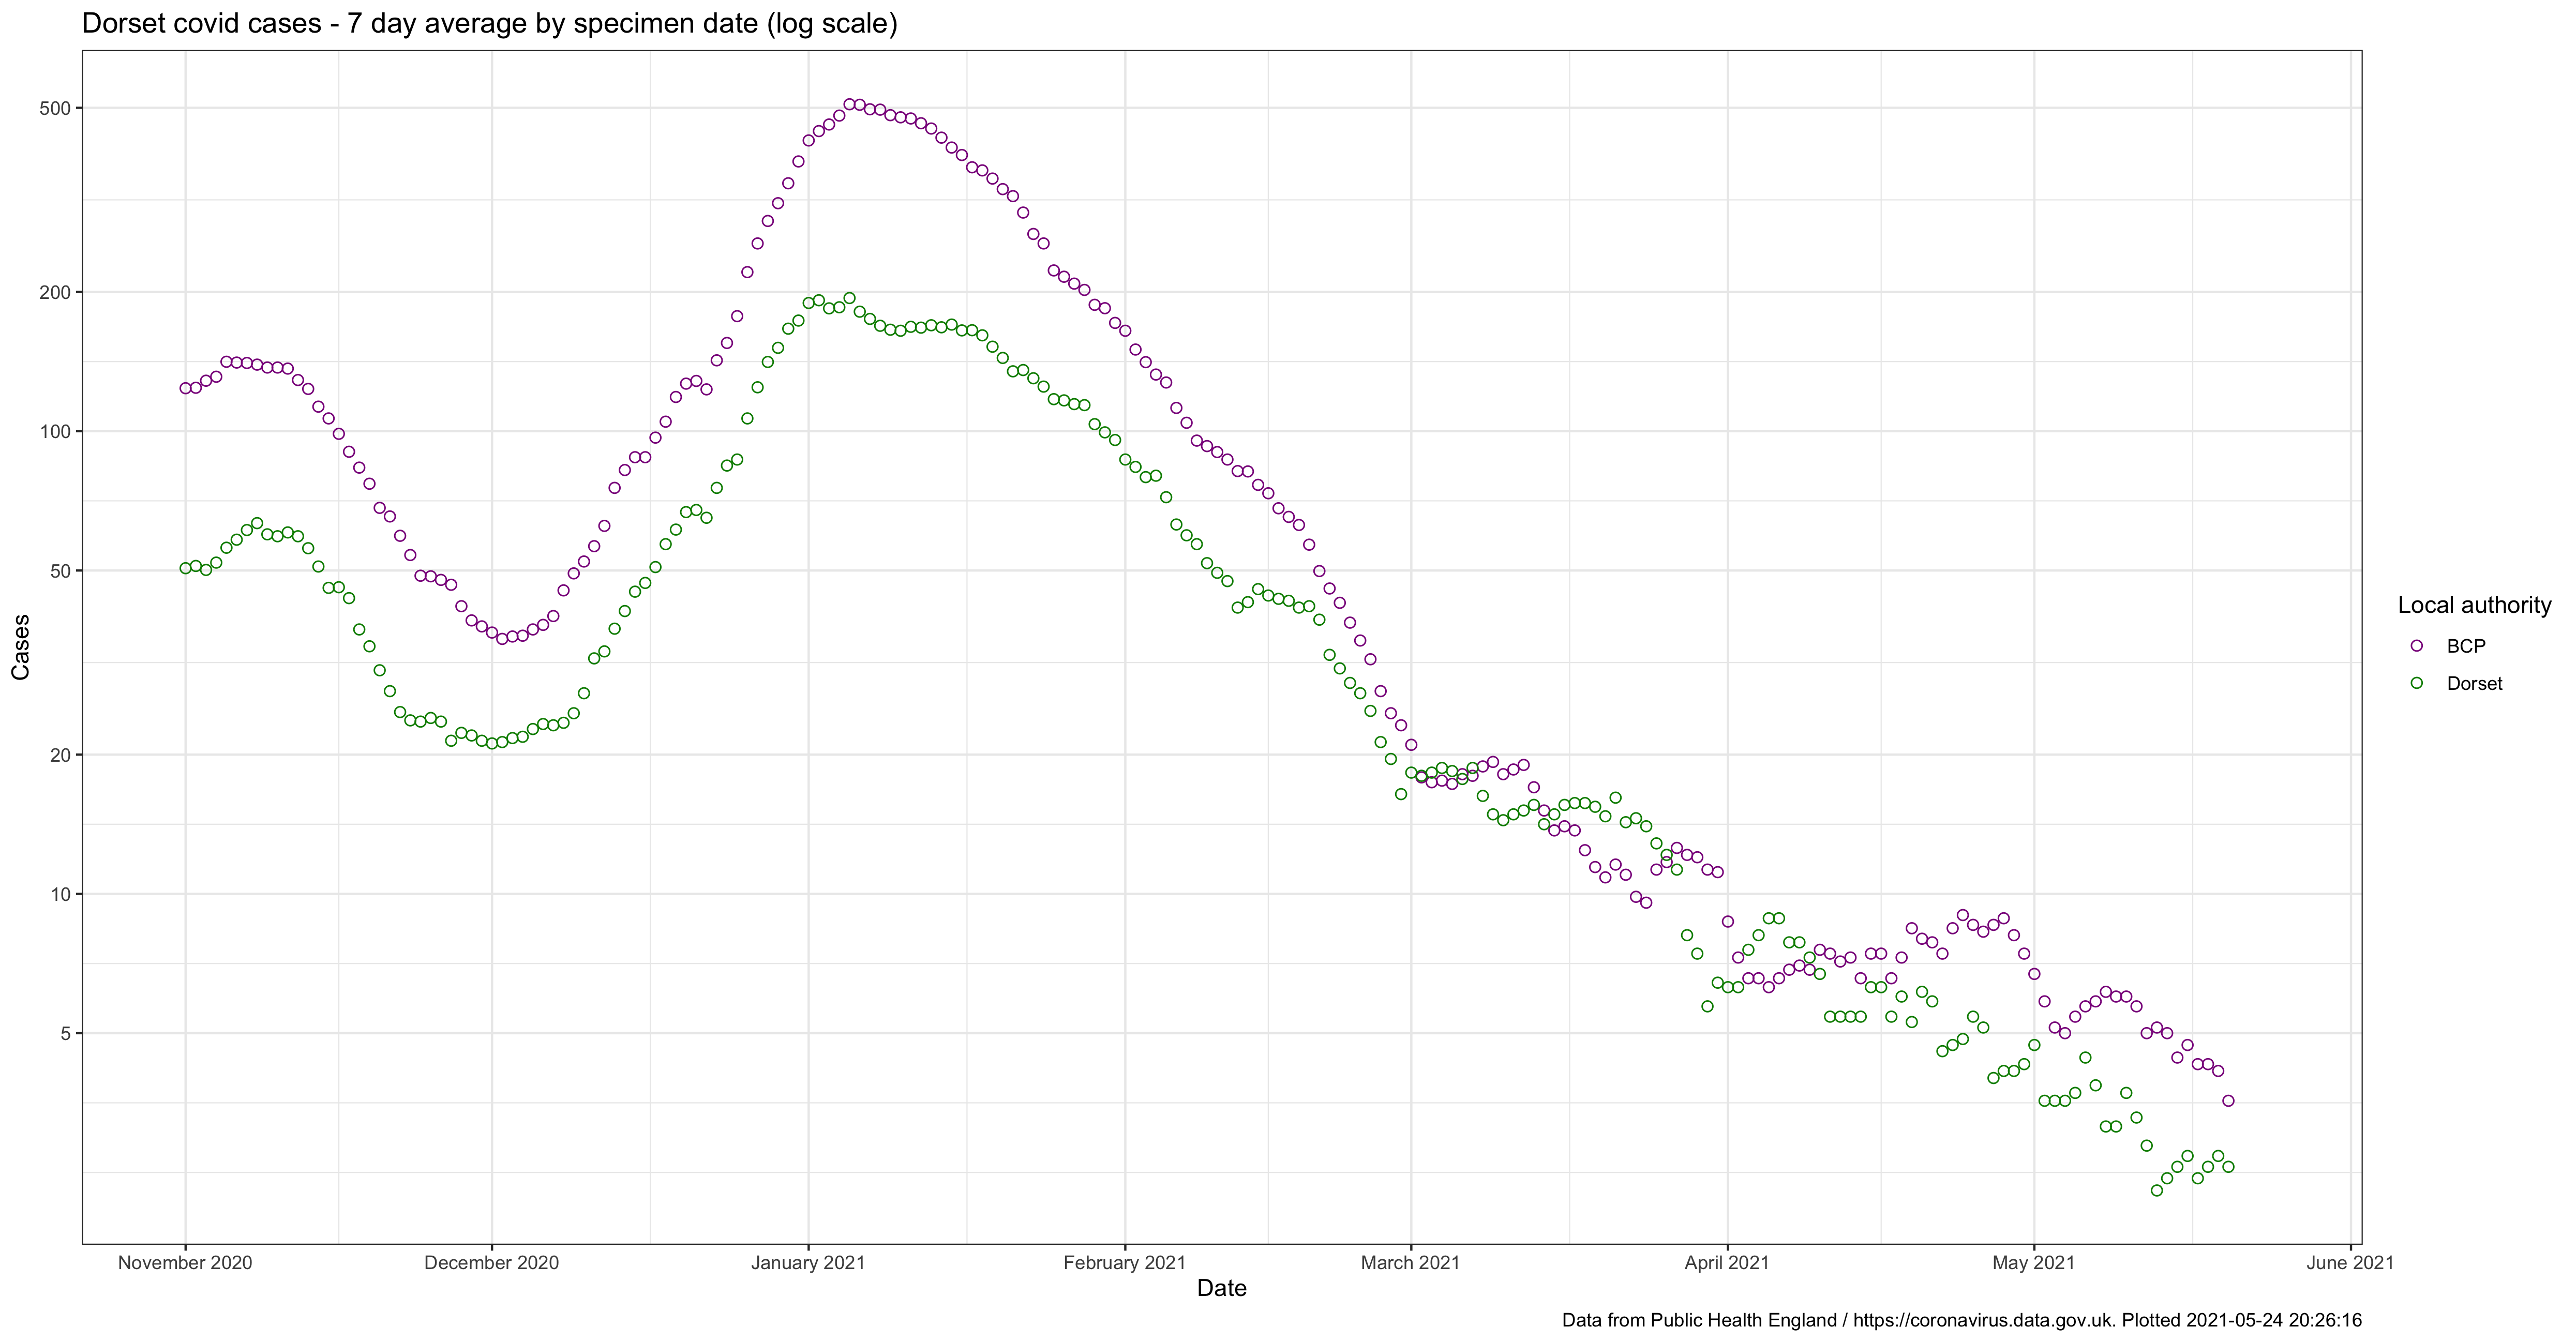 Dorset covid cases - 7 day average by specimen date (log scale)
500
200
100
50
20
10
5
Cases
November 2020
December 2020
January 2021
February 2021
March 2021
April 2021
May 2021
June 2021
Date
Local authority
BCP
Dorset
Data from Public Health England / https://coronavirus.data.gov.uk. Plotted 2021-05-24 20:26:16